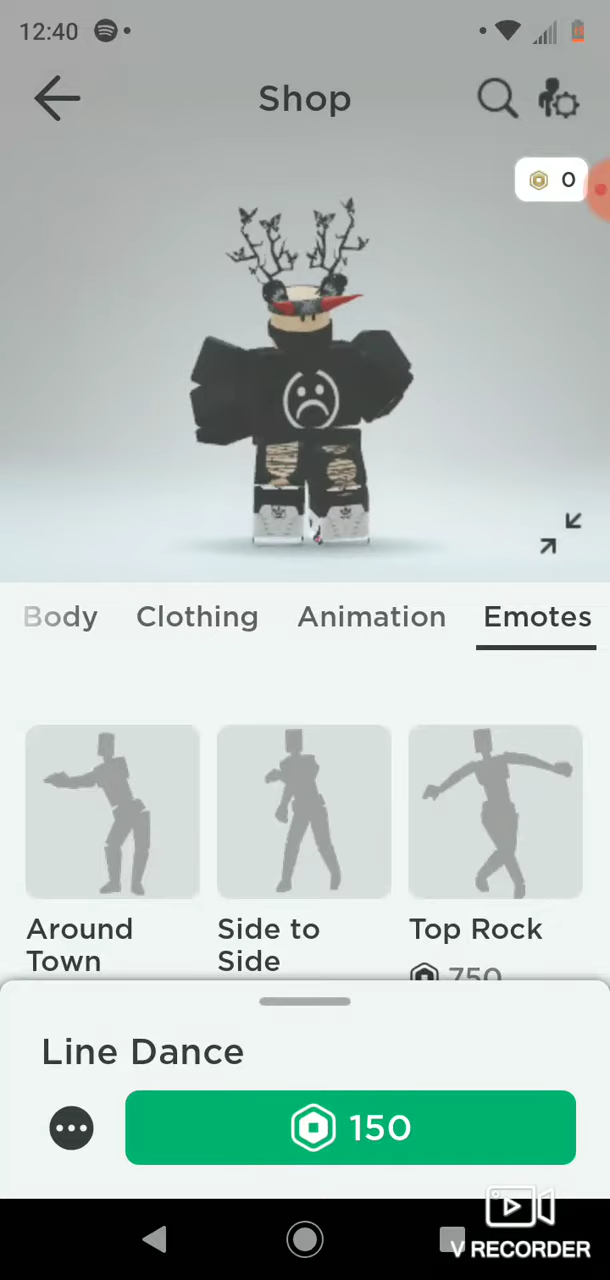 12:40
Shop
0
Body Clothing Animation Emotes
Around Town
Side to Side
Top Rock
750
Line Dance
150
V RECORDER